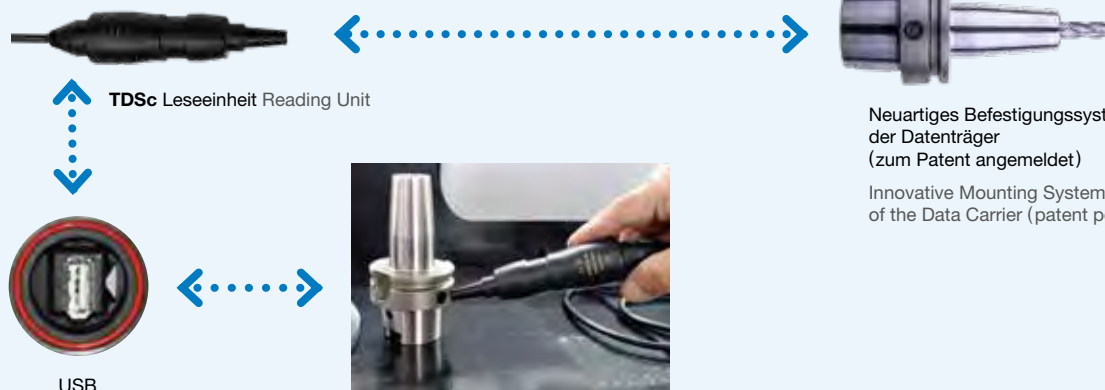 TDSc Leseeinheit Reading Unit
Neuartiges
der Datenträger
(zum Patent angemeldet)
Innovative Mounting System
of the Data Carrier (patent
USB